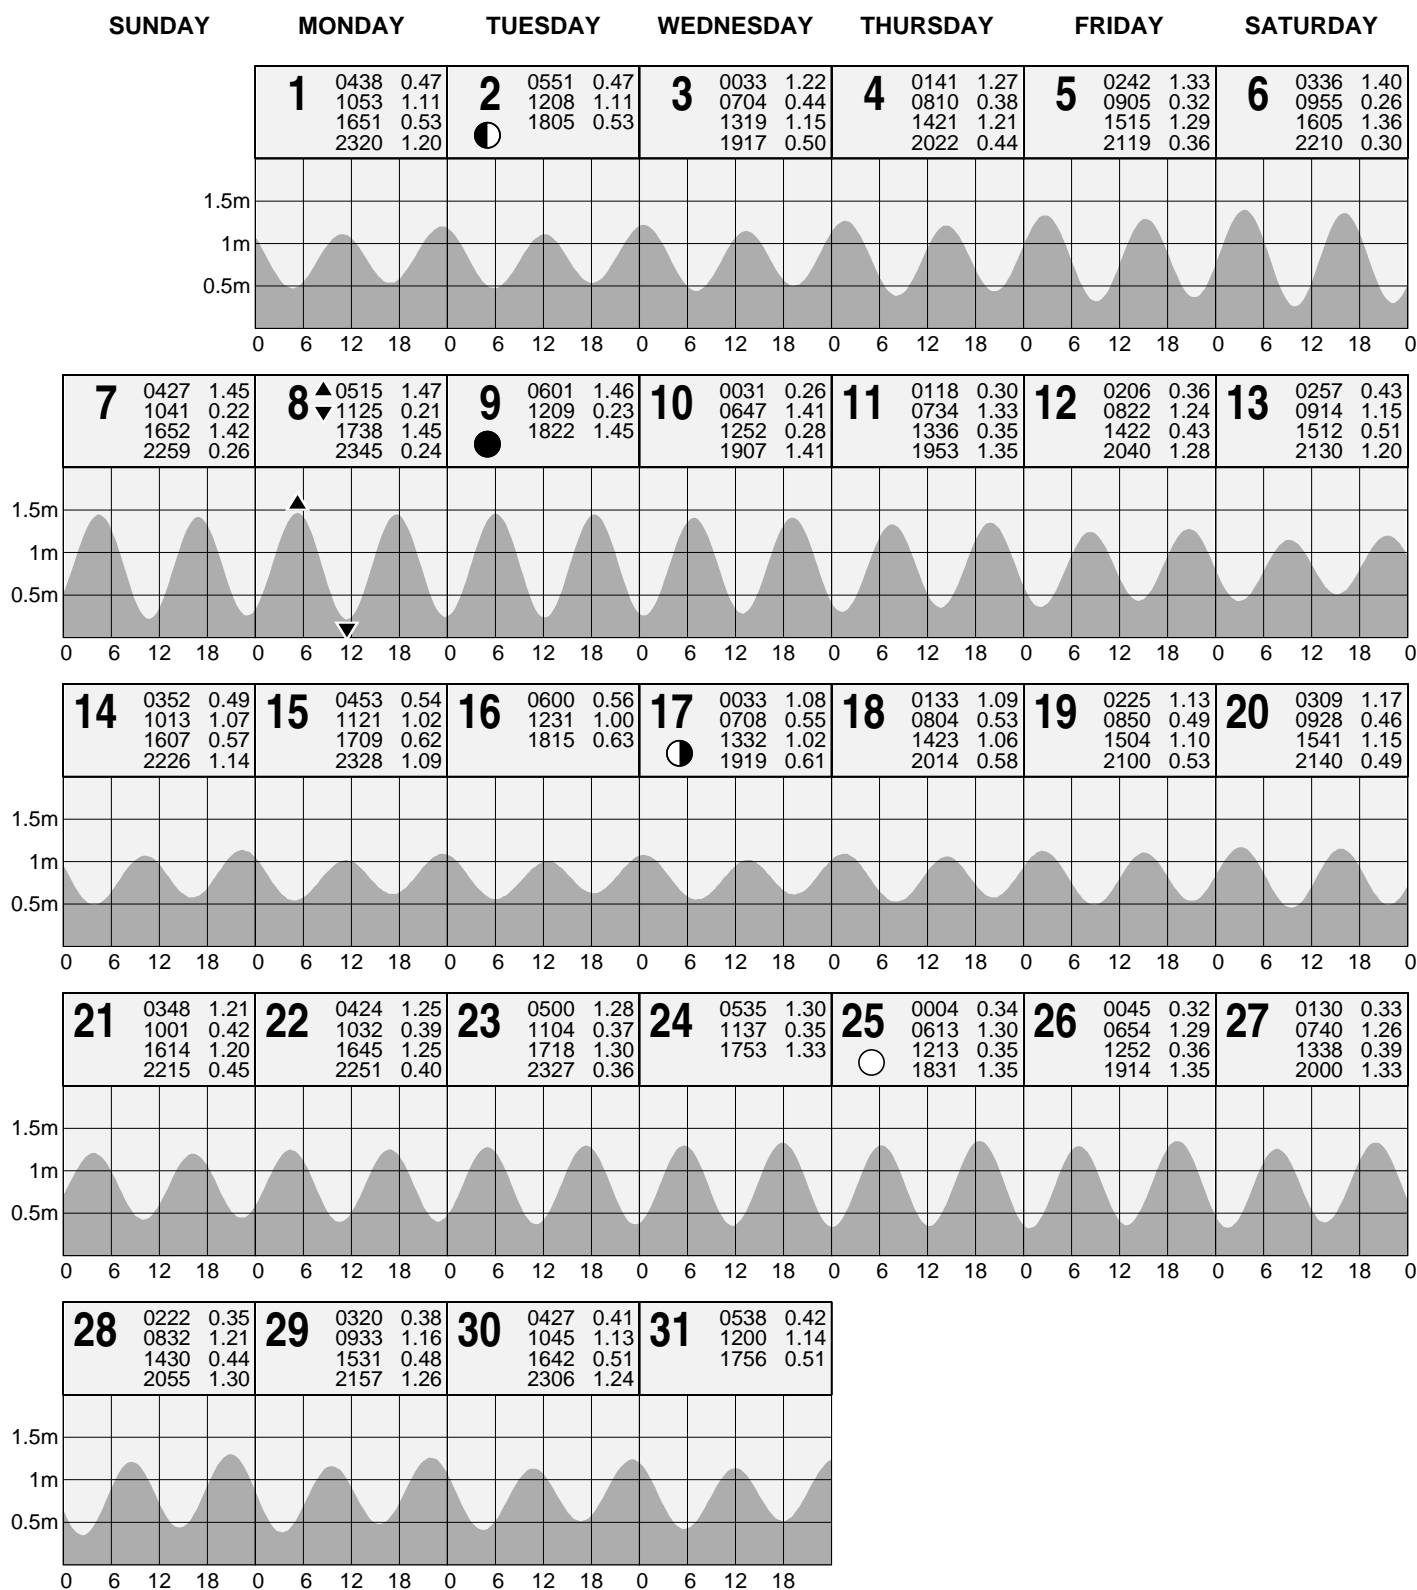 SUNDAY MONDAY TUESDAY WEDNESDAY THURSDAY FRIDAY SATURDAY
1 0438 0.47 2 0551 0.47 3 0033 1.22 4 0141 1.27 5 0242 1.33 6 0336 1.40
1053 1.11 1208 1.11 0704 0.44 0810 0.38 0905 0.32 0955 0.26
1651 0.53 1805 0.53 1319 1.15 1421 1.21 1515 1.29 1605 1.36
2320 1.20 1917 0.50 2022 0.44 2119 0.36 2210 0.30
1.5m
1m
0.5m
0 6 12 18 0 6 12 18 0 6 12 18 0 6 12 18 0 6 12 18 0 6 12 18 0
7 0427 1.45 8 0515 1.47 9 0601 1.46 10 0031 0.26 11 0118 0.30 12 0206 0.36 13 0257 0.43
1041 0.22 1125 0.21 1209 0.23 0647 1.41 0734 1.33 0822 1.24 0914 1.15
1652 1.42 1738 1.45 1822 1.45 1252 0.28 1336 0.35 1422 0.43 1512 0.51
2259 0.26 2345 0.24 1907 1.41 1953 1.35 2040 1.28 2130 1.20
1.5m
1m
0.5m
0 6 12 18 0 6 12 18 0 6 12 18 0 6 12 18 0 6 12 18 0 6 12 18 0 6 12 18 0
14 0352 0.49 15 0453 0.54 16 0600 0.56 17 0033 1.08 18 0133 1.09 19 0225 1.13 20 0309 1.17
1013 1.07 1121 1.02 1231 1.00 0708 0.55 0804 0.53 0850 0.49 0928 0.46
1607 0.57 1709 0.62 1815 0.63 1332 1.02 1423 1.06 1504 1.10 1541 1.15
2226 1.14 2328 1.09 1919 0.61 2014 0.58 2100 0.53 2140 0.49
1.5m
1m
0.5m
0 6 12 18 0 6 12 18 0 6 12 18 0 6 12 18 0 6 12 18 0 6 12 18 0 6 12 18 0
21 0348 1.21 22 0424 1.25 23 0500 1.28 24 0535 1.30 25 0004 0.34 26 0045 0.32 27 0130 0.33
1001 0.42 1032 0.39 1104 0.37 1137 0.35 0613 1.30 0654 1.29 0740 1.26
1614 1.20 1645 1.25 1718 1.30 1753 1.33 1213 0.35 1252 0.36 1338 0.39
2215 0.45 2251 0.40 2327 0.36 1831 1.35 1914 1.35 2000 1.33
1.5m
1m
0.5m
0 6 12 18 0 6 12 18 0 6 12 18 0 6 12 18 0 6 12 18 0 6 12 18 0 6 12 18 0
28 0222 0.35 29 0320 0.38 30 0427 0.41 31 0538 0.42
0832 1.21 0933 1.16 1045 1.13 1200 1.14
1430 0.44 1531 0.48 1642 0.51 1756 0.51
2055 1.30 2157 1.26 2306 1.24
1.5m
1m
0.5m
0 6 12 18 0 6 12 18 0 6 12 18 0 6 12 18